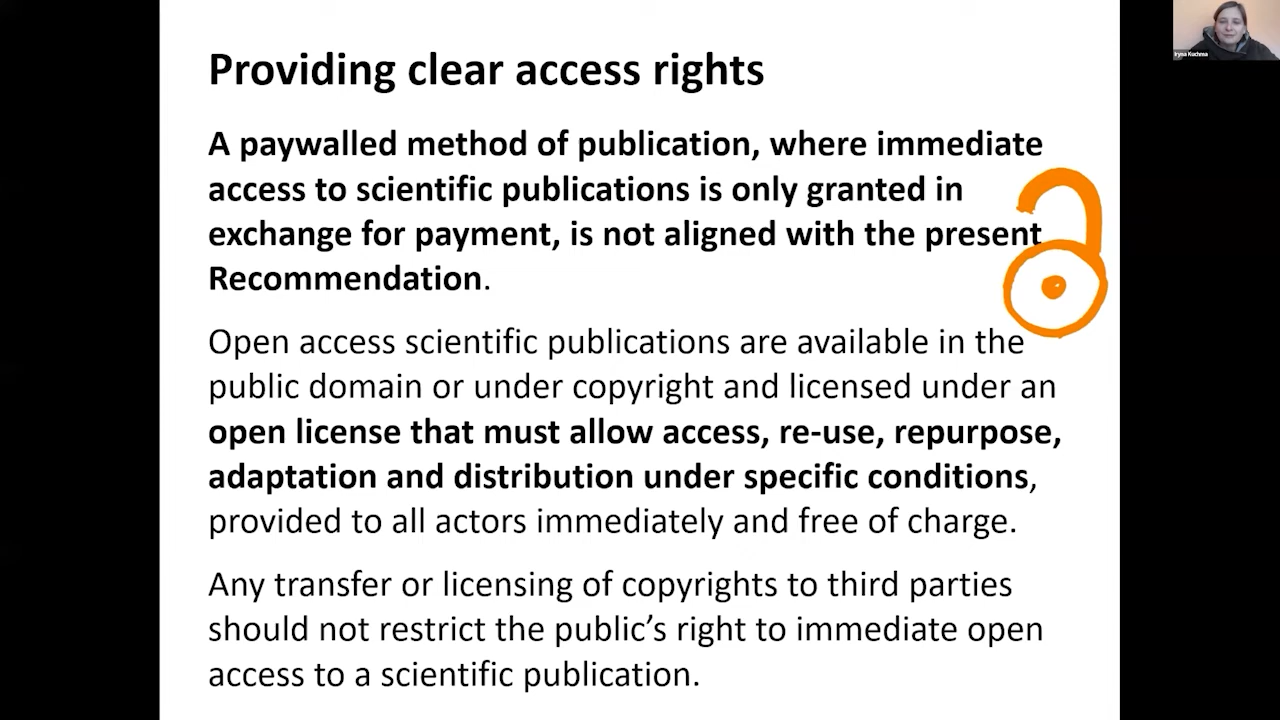 Providing clear access rights
A paywalled method of publication, where immediate
access to scientific publications is only granted in
exchange for payment, is not aligned with the present
Recommendation.
Open access scientific publications are available in the
public domain or under copyright and licensed under an
open license that must allow access, re-use, repurpose,
adaptation and distribution under specific conditions,
provided to all actors immediately and free of charge.
Any transfer or licensing of copyrights to third parties
should not restrict the public’s right to immediate open
access to a scientific publication.
Iryna Kuchma